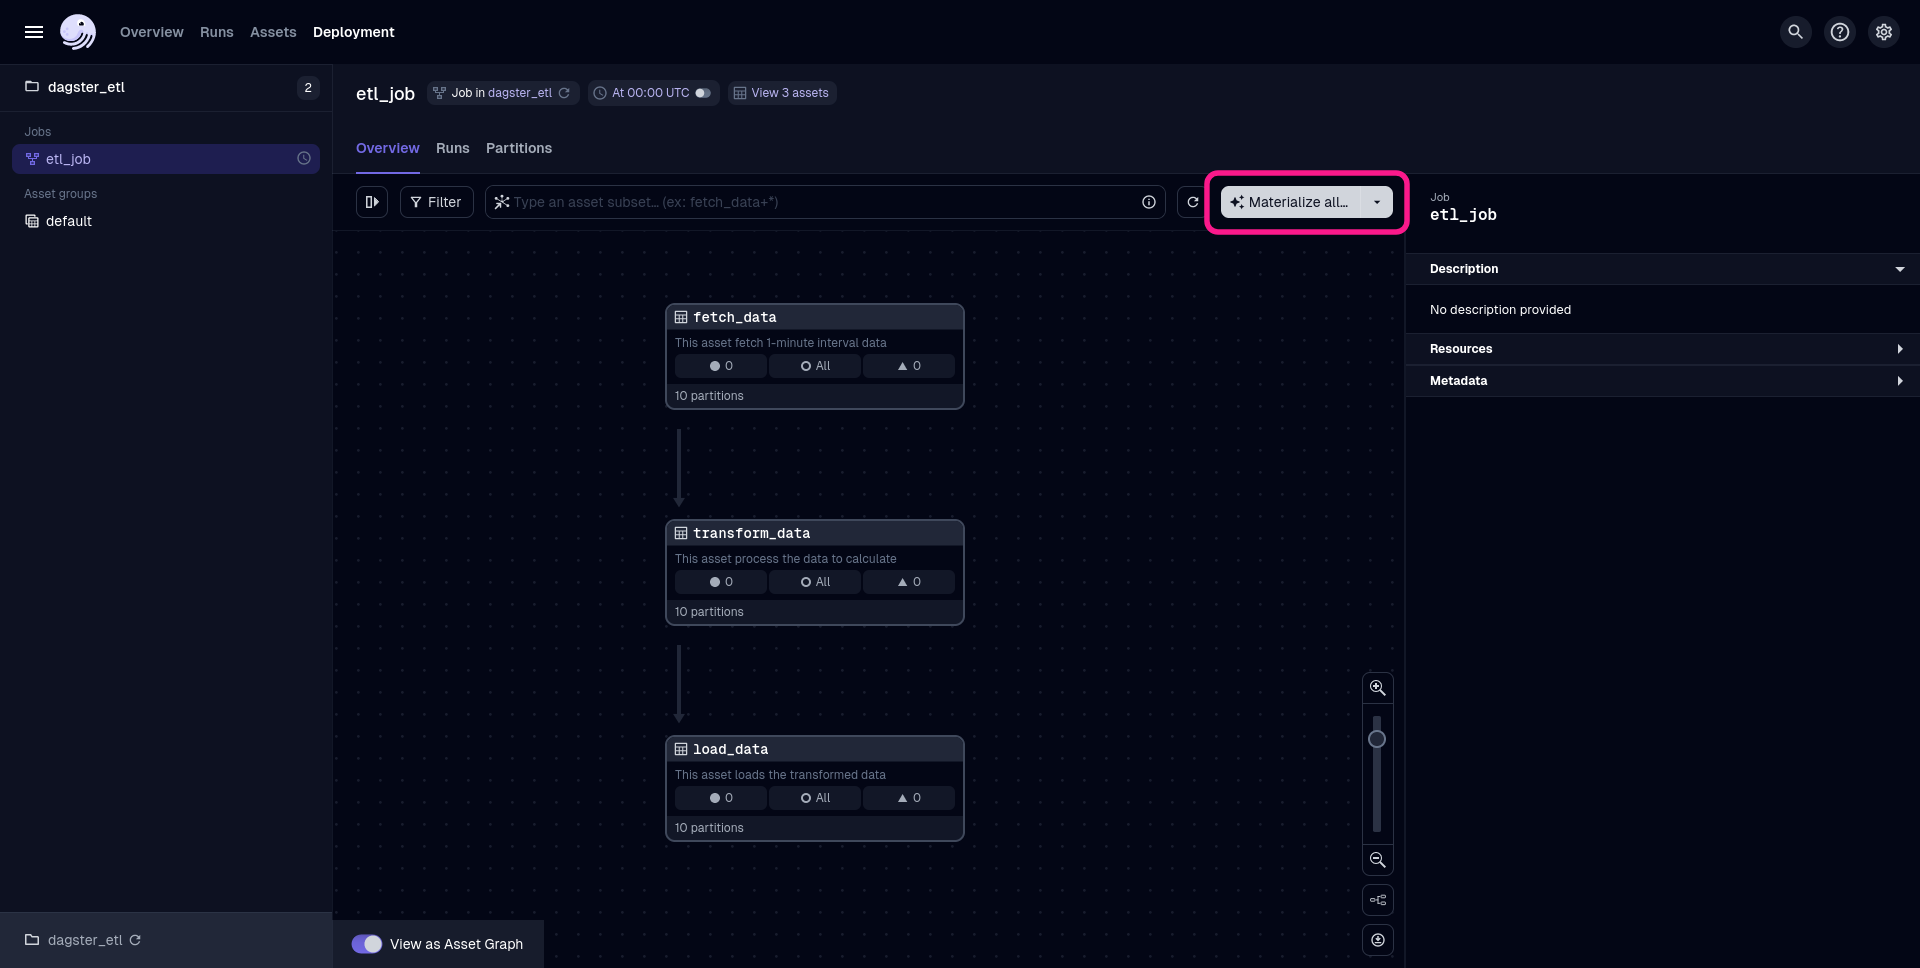 Overview Runs Assets Deployment
dagster_etl 2
Jobs
etl_job
Asset groups
default
etl_job Job in dagster_etl At 00:00 UTC View 3 assets
Overview Runs Partitions
Filter Type an asset subset… (ex: fetch_data+*) Materialize all…
fetch_data
This asset fetch 1-minute interval data
0 All 0
10 partitions
transform_data
This asset process the data to calculate
0 All 0
10 partitions
load_data
This asset loads the transformed data
0 All 0
10 partitions
Job
etl_job
Description
No description provided
Resources
Metadata
dagster_etl
View as Asset Graph